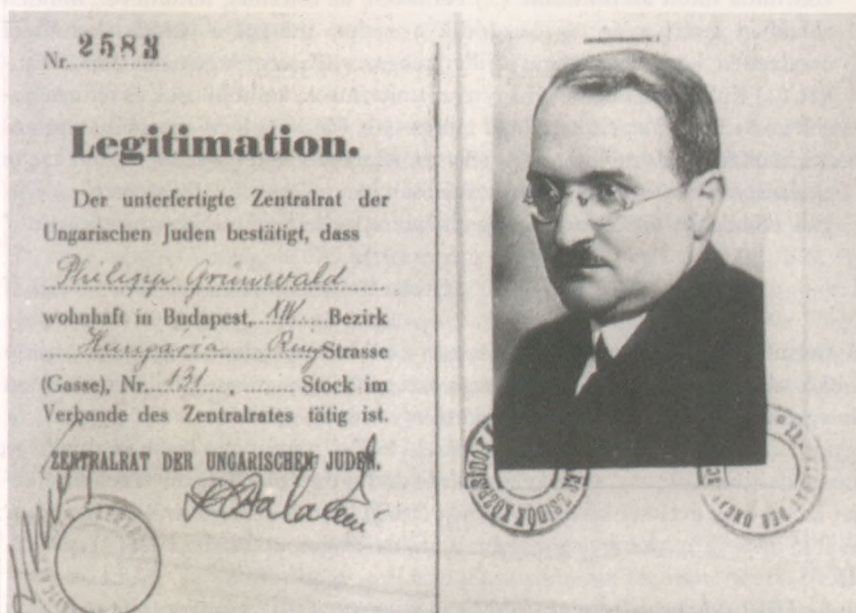 Nr. 2583
Legitimation.
Der unterfertigte Zentralrat der
Ungarischen Juden bestätigt, dass
Philipp Grünwald
wohnhaft in Budapest, XIV. Bezirk
Hungaria Ring Strasse
(Gasse), Nr. 131, Stock im
Verbande des Zentralrates tätig ist.
ZENTRALRAT DER UNGARISCHEN JUDEN.